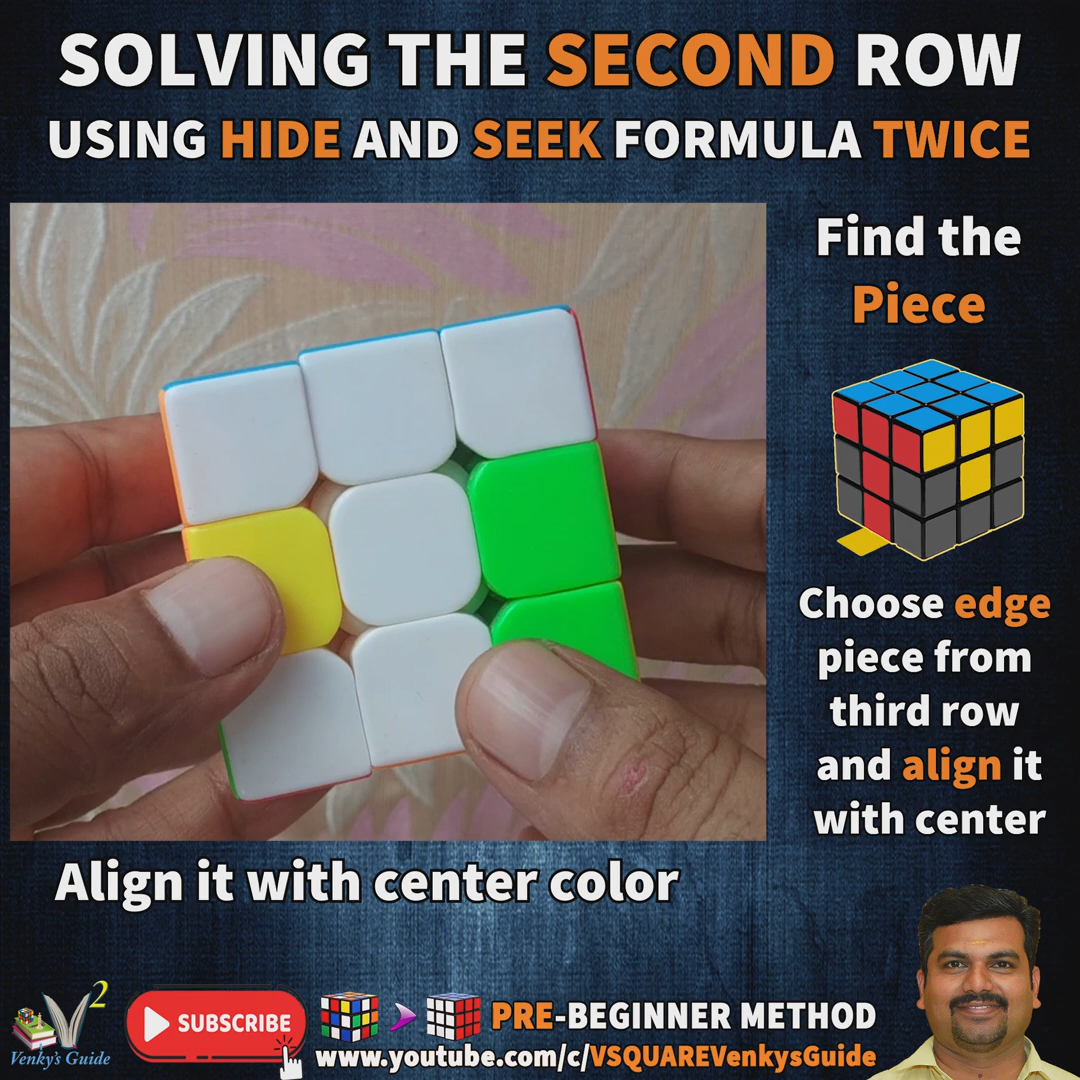 SOLVING THE SECOND ROW
USING HIDE AND SEEK FORMULA TWICE
Find the
Piece
Choose edge
piece from
third row
and align it
with center
Align it with center color
V2
Venky's Guide
SUBSCRIBE
PRE-BEGINNER METHOD
www.youtube.com/c/VSQUAREVenkysGuide